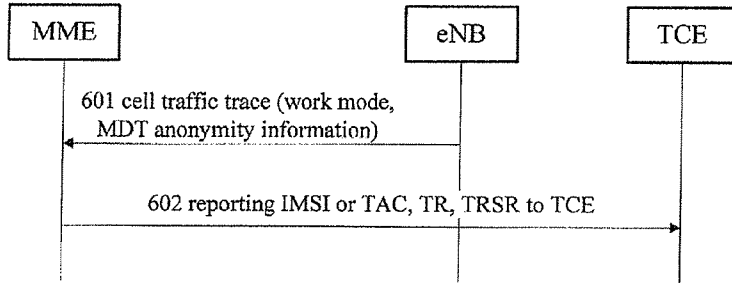 MME eNB TCE
601 cell traffic trace (work mode,
MDT anonymity information)
602 reporting IMSI or TAC, TR, TRSR to TCE